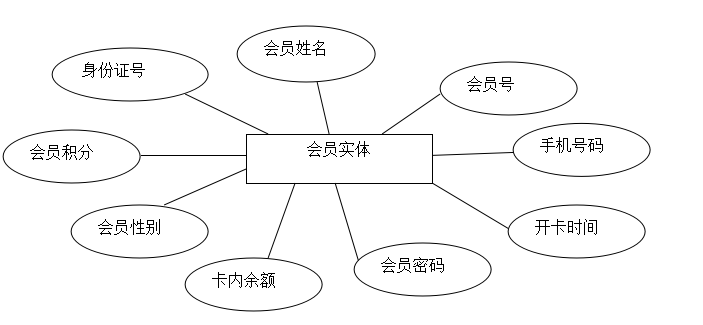 会员姓名
身份证号
会员号
手机号码
会员实体
会员积分
会员性别
开卡时间
会员密码
卡内余额